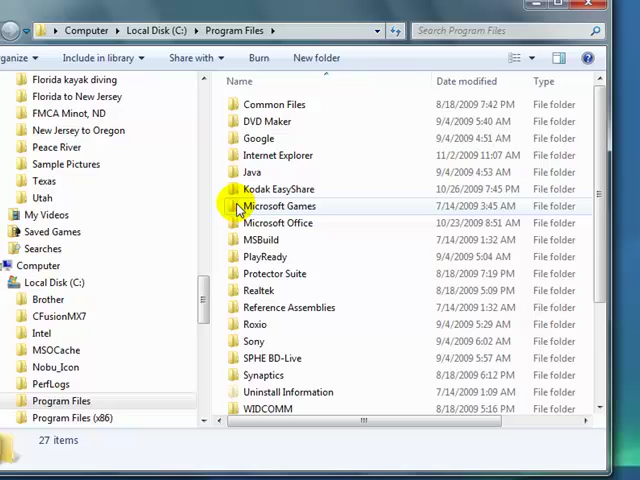 Computer ▸ Local Disk (C:) ▸ Program Files ▸
Search Program Files
rganize
Include in library
Share with
Burn
New folder
Florida kayak diving
Florida to New Jersey
FMCA Minot, ND
New Jersey to Oregon
Peace River
Sample Pictures
Texas
Utah
My Videos
Saved Games
Searches
Computer
Local Disk (C:)
Brother
CFusionMX7
Intel
MSOCache
Nobu_Icon
PerfLogs
Program Files
Program Files (x86)
Name Date modified Type
Common Files 8/18/2009 7:42 PM File folder
DVD Maker 9/4/2009 5:40 AM File folder
Google 9/4/2009 4:51 AM File folder
Internet Explorer 11/2/2009 11:07 AM File folder
Java 9/4/2009 4:53 AM File folder
Kodak EasyShare 10/26/2009 7:45 PM File folder
Microsoft Games 7/14/2009 3:45 AM File folder
Microsoft Office 10/23/2009 8:51 AM File folder
MSBuild 7/14/2009 1:32 AM File folder
PlayReady 9/4/2009 5:04 AM File folder
Protector Suite 8/18/2009 7:19 PM File folder
Realtek 8/18/2009 5:10 PM File folder
Reference Assemblies 7/14/2009 1:32 AM File folder
Roxio 9/4/2009 5:29 AM File folder
Sony 9/4/2009 6:02 AM File folder
SPHE BD-Live 9/4/2009 5:57 AM File folder
Synaptics 8/18/2009 6:12 PM File folder
Uninstall Information 7/14/2009 1:09 AM File folder
WIDCOMM 8/18/2009 5:16 PM File folder
27 items